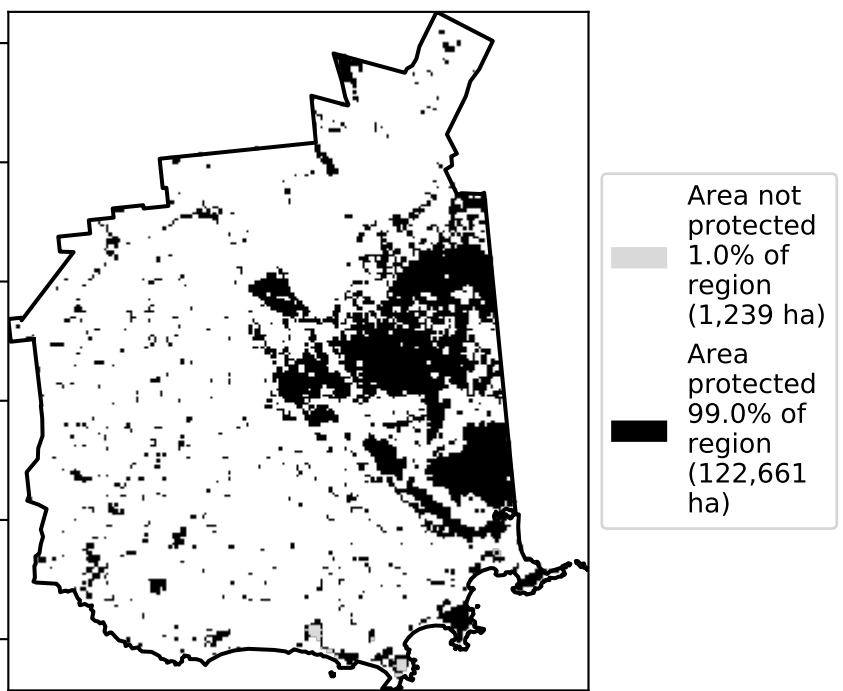 Area not
protected
1.0% of
region
(1,239 ha)
Area
protected
99.0% of
region
(122,661
ha)